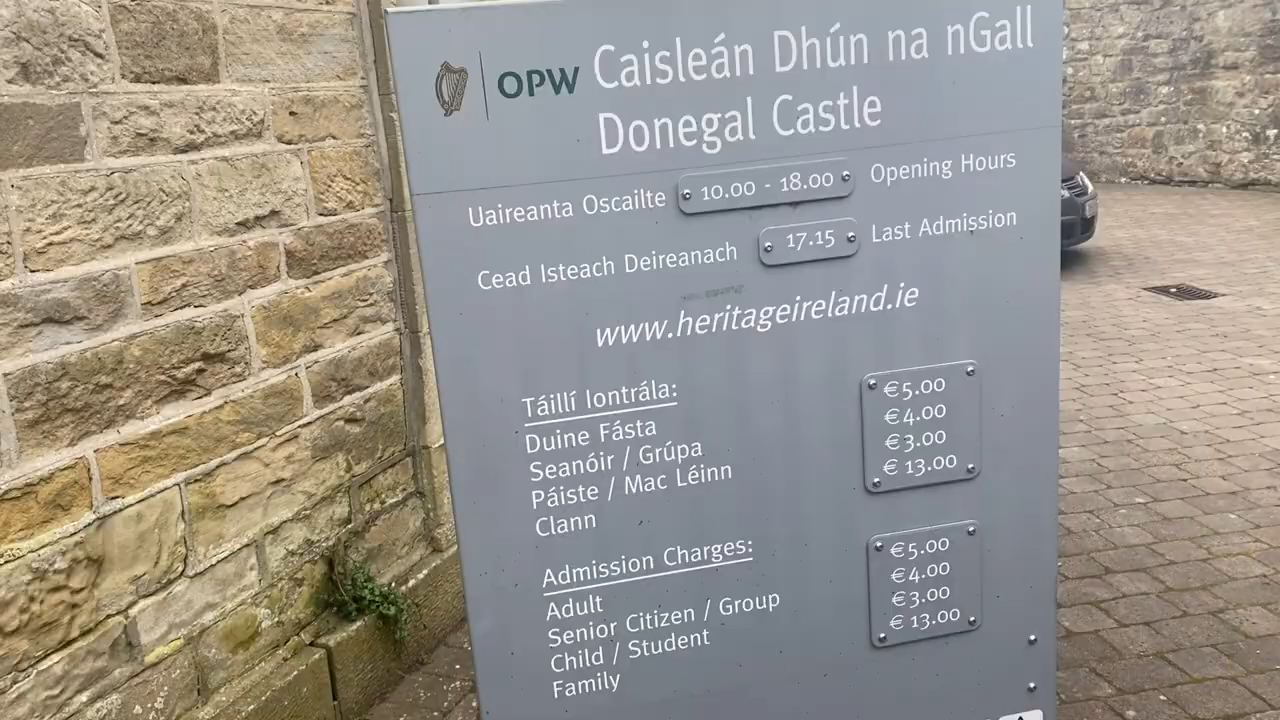 OPW
Caisleán Dhún na nGall
Donegal Castle
Uaireanta Oscailte 10.00 - 18.00 Opening Hours
Cead Isteach Deireanach 17.15 Last Admission
www.heritageireland.ie
Táillí Iontrála:
Duine Fásta €5.00
Seanóir / Grúpa €4.00
Páiste / Mac Léinn €3.00
Clann €13.00
Admission Charges:
Adult €5.00
Senior Citizen / Group €4.00
Child / Student €3.00
Family €13.00